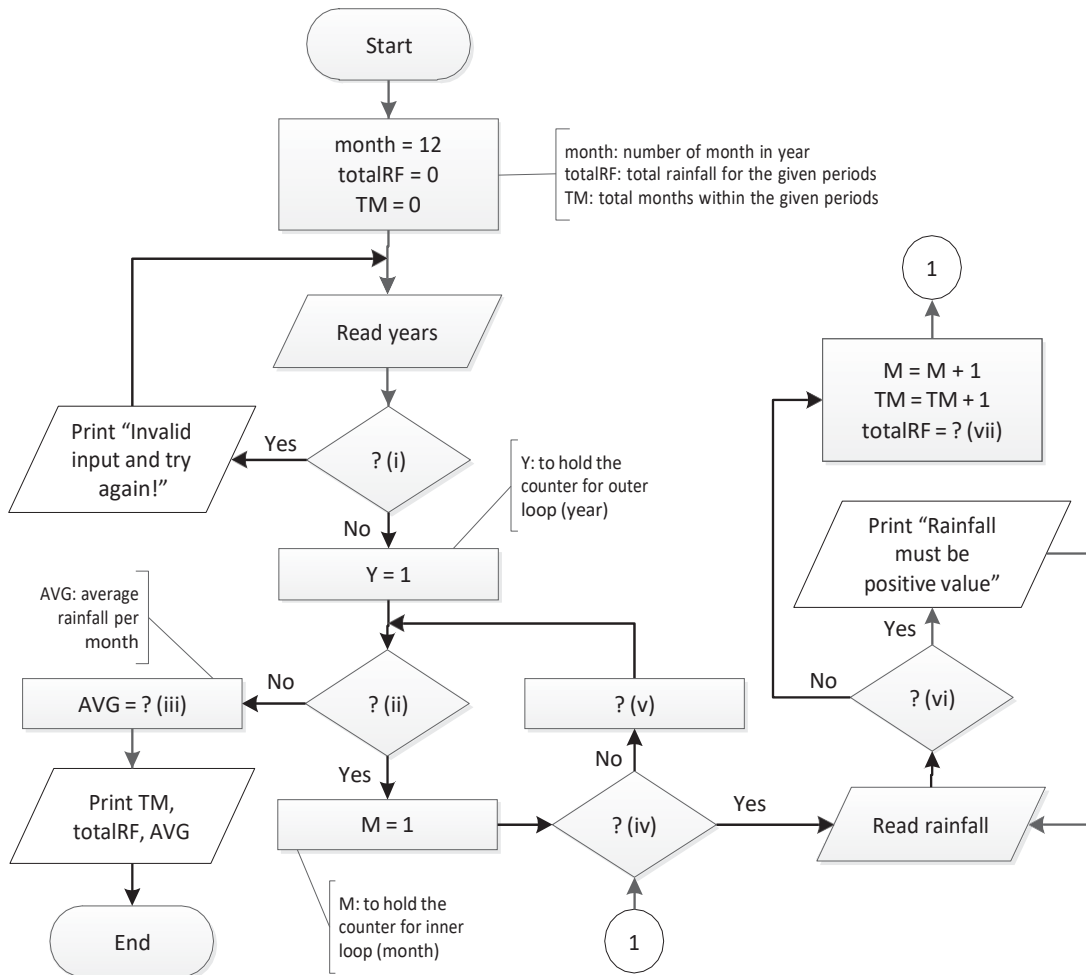 Start
month = 12
totalRF = 0
TM = 0
month: number of month in year
totalRF: total rainfall for the given periods
TM: total months within the given periods
Read years
? (i)
Yes
Print “Invalid
input and try
again!”
No
Y: to hold the
counter for outer
loop (year)
Y = 1
? (ii)
No
AVG: average
rainfall per
month
AVG = ? (iii)
Print TM,
totalRF, AVG
End
Yes
M = 1
M: to hold the
counter for inner
loop (month)
? (iv)
No
? (v)
1
Yes
Read rainfall
? (vi)
Yes
Print “Rainfall
must be
positive value”
No
M = M + 1
TM = TM + 1
totalRF = ? (vii)
1